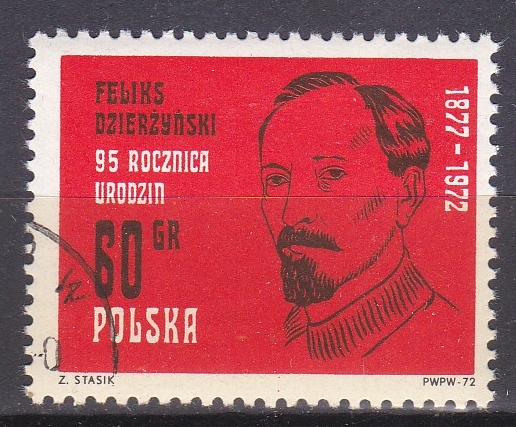 FELIKS
DZIERŻYŃSKI
95 ROCZNICA
URODZIN
60 GR
POLSKA
1877-1972
Z. STASIK
PWPW-72